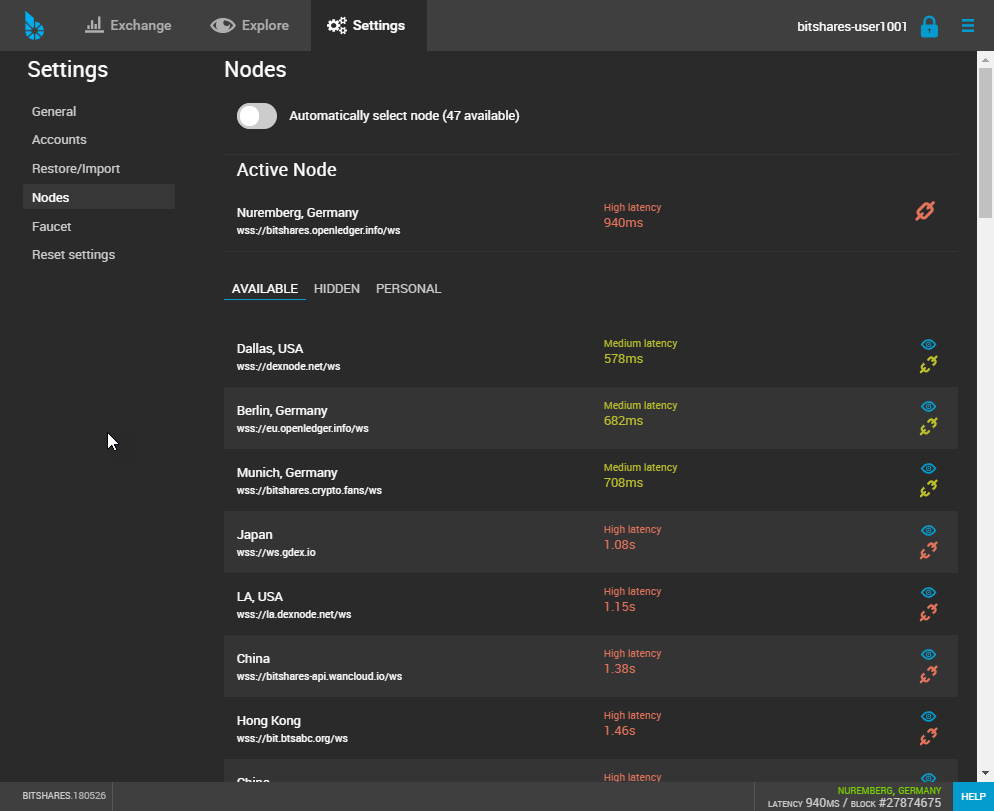 Exchange
Explore
Settings
bitshares-user1001
Settings
General
Accounts
Restore/Import
Nodes
Faucet
Reset settings
Nodes
Automatically select node (47 available)
Active Node
Nuremberg, Germany
wss://bitshares.openledger.info/ws
High latency
940ms
AVAILABLE
HIDDEN
PERSONAL
Dallas, USA
wss://dexnode.net/ws
Medium latency
578ms
Berlin, Germany
wss://eu.openledger.info/ws
Medium latency
682ms
Munich, Germany
wss://bitshares.crypto.fans/ws
Medium latency
708ms
Japan
wss://ws.gdex.io
High latency
1.08s
LA, USA
wss://la.dexnode.net/ws
High latency
1.15s
China
wss://bitshares-api.wancloud.io/ws
High latency
1.38s
Hong Kong
wss://bit.btsabc.org/ws
High latency
1.46s
China
High latency
BITSHARES.180526
NUREMBERG, GERMANY
LATENCY 940MS / BLOCK #27874675
HELP